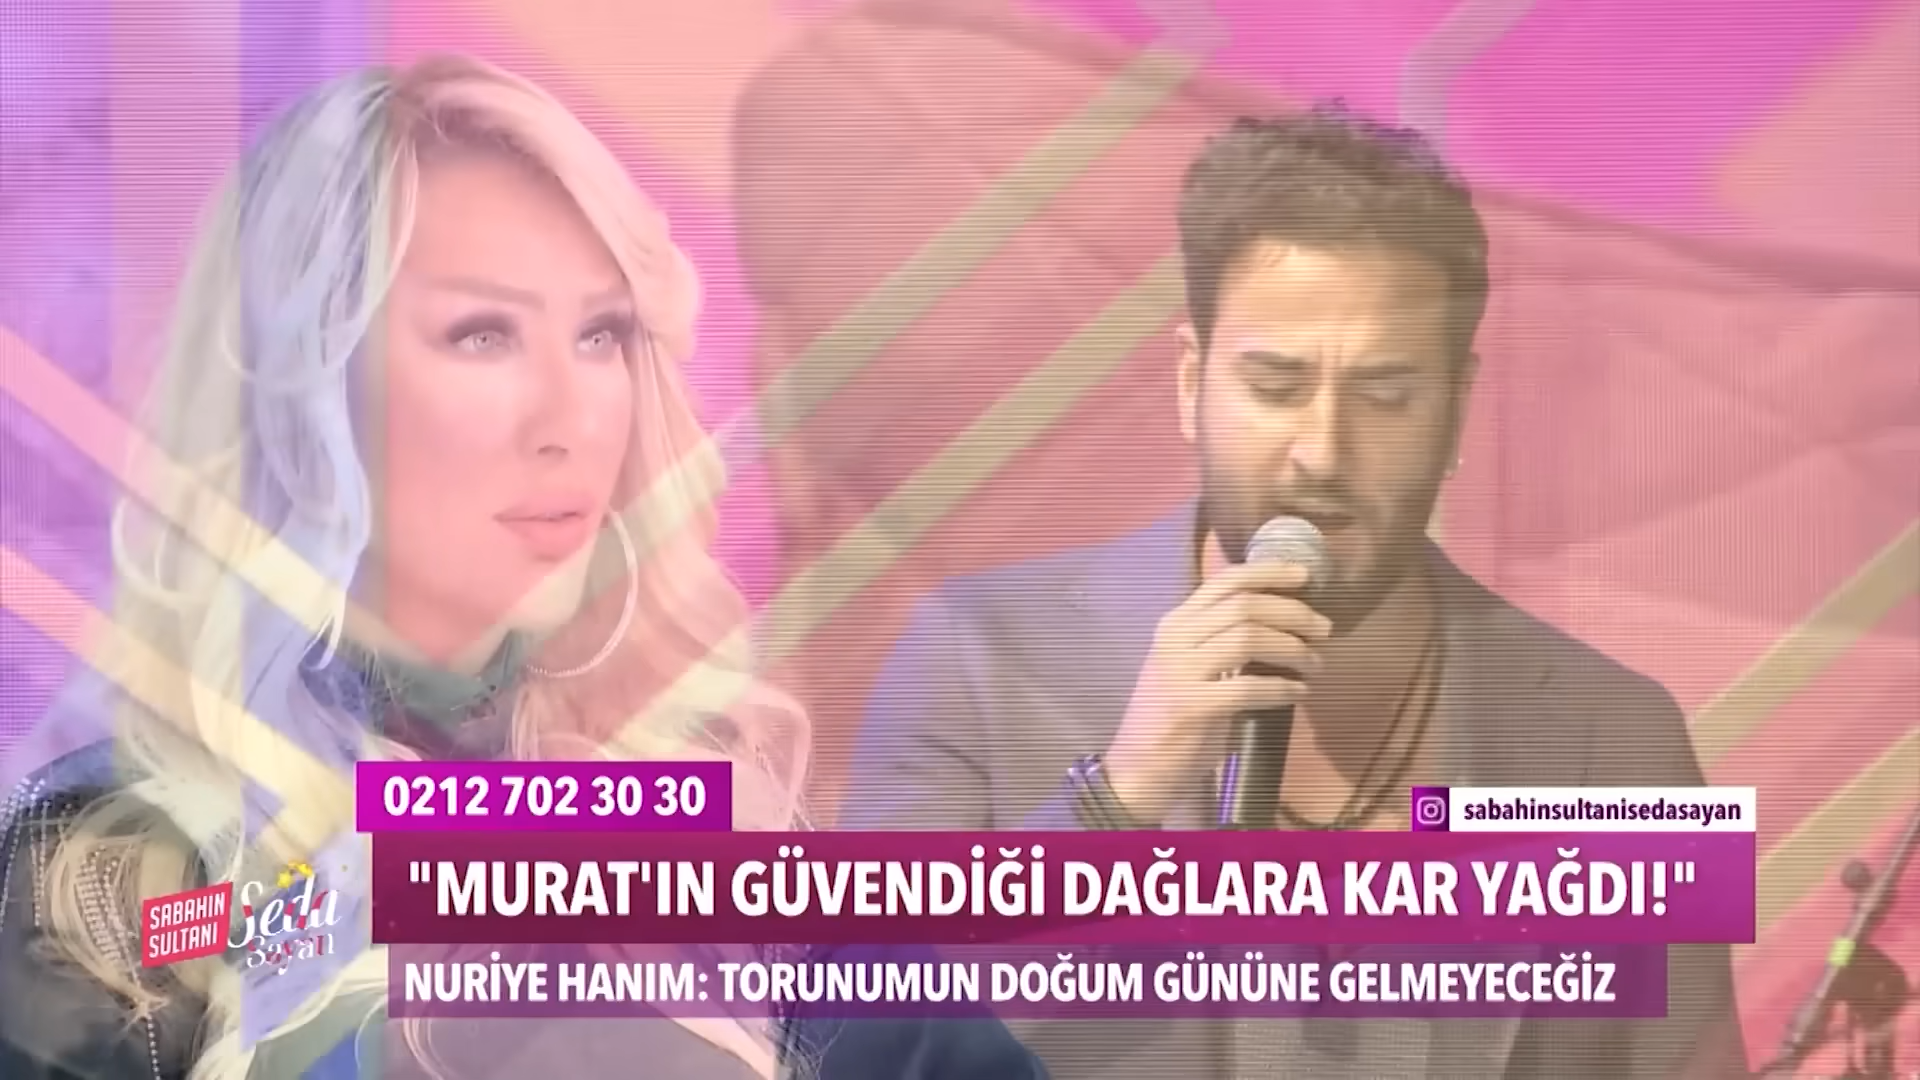 0212 702 30 30
sabahinsultanisedasayan
"MURAT'IN GÜVENDİĞİ DAĞLARA KAR YAĞDI!"
SABAHIN
SULTANI
Seda
Sayan
NURİYE HANIM: TORUNUMUN DOĞUM GÜNÜNE GELMEYECEĞİZ